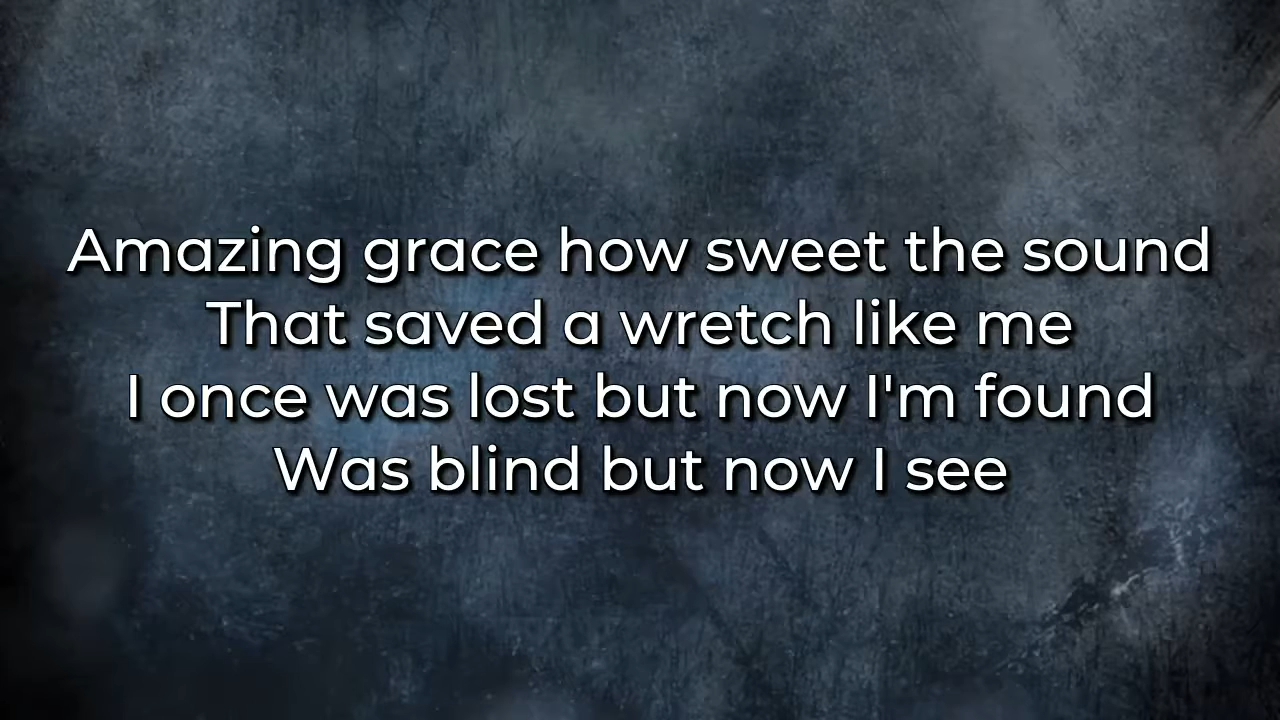 Amazing grace how sweet the sound
That saved a wretch like me
I once was lost but now I'm found
Was blind but now I see